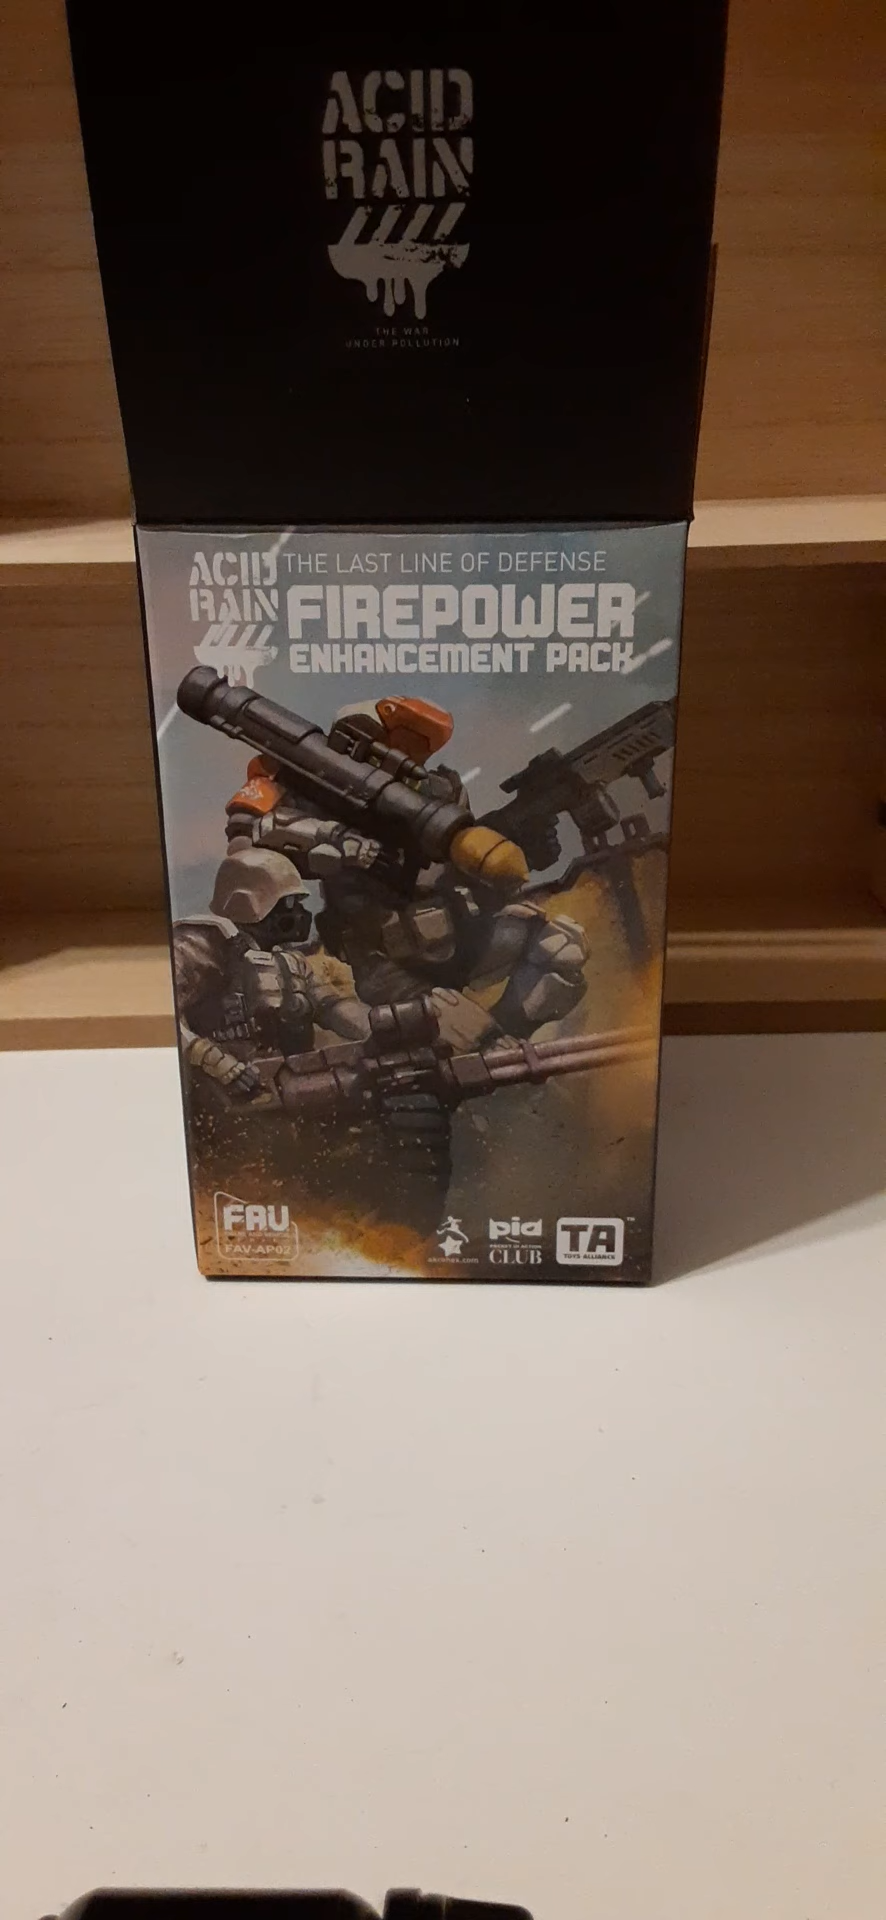 ACID
RAIN
THE WAR
UNDER POLLUTION
ACID
RAIN
THE LAST LINE OF DEFENSE
FIREPOWER
ENHANCEMENT PACK
FAV
FAV-AP02
pia
CLUB
TA™
TOYS ALLIANCE